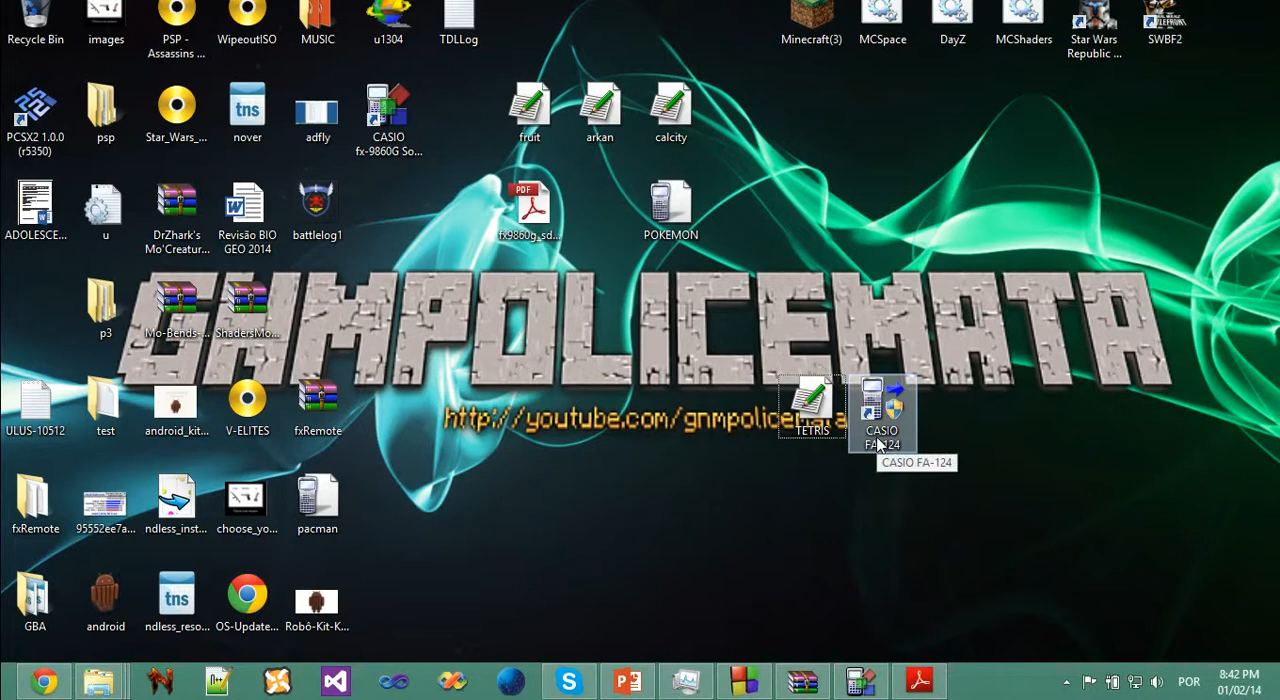 Recycle Bin
images
PSP -
Assassins ...
WipeoutISO
MUSIC
u1304
TDLLog
Minecraft(3)
MCSpace
DayZ
MCShaders
Star Wars
Republic ...
SWBF2
PCSX2 1.0.0
(r5350)
psp
Star_Wars_...
tns
nover
adfly
CASIO
fx-9860G So...
fruit
arkan
calcity
ADOLESCE...
u
DrZhark's
Mo'Creatur...
Revisão BIO
GEO 2014
battlelog1
PDF
fx9860g_sd...
POKEMON
p3
Mo-Bends-...
ShadersMo...
GNMPOLICEMATA
http://youtube.com/gnmpolicemata
ULUS-10512
test
android_kit...
V-ELITES
fxRemote
TETRIS
CASIO
FA-124
CASIO FA-124
fxRemote
95552ee7a...
ndless_inst...
choose_yo...
pacman
GBA
android
tns
ndless_reso...
OS-Update...
Robô-Kit-K...
POR
8:42 PM
01/02/14